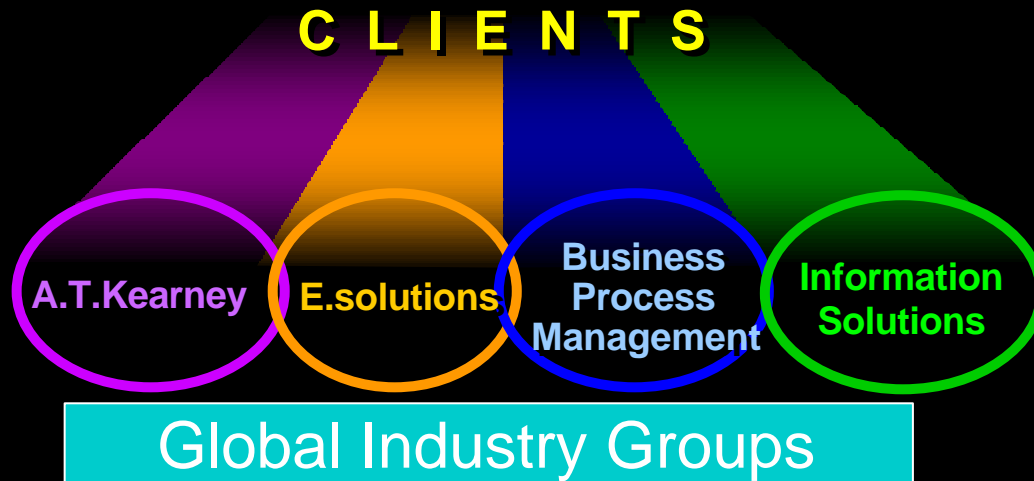 C L I E N T S
A.T.Kearney
E.solutions
Business
Process
Management
Information
Solutions
Global Industry Groups